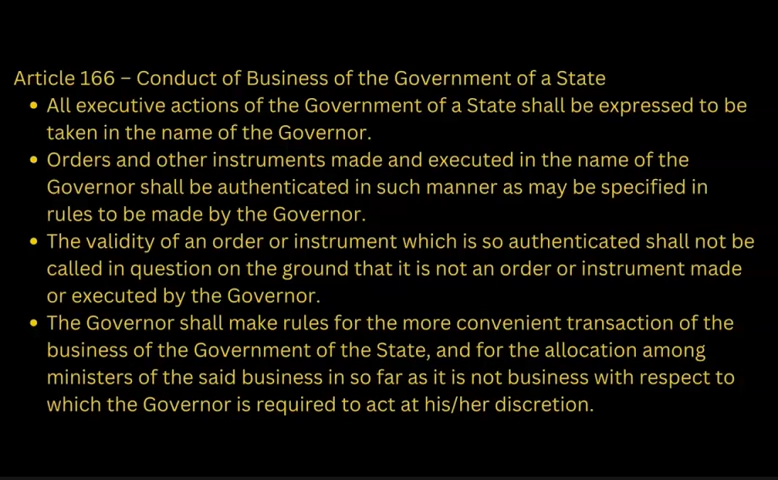 Article 166 – Conduct of Business of the Government of a State
• All executive actions of the Government of a State shall be expressed to be
taken in the name of the Governor.
• Orders and other instruments made and executed in the name of the
Governor shall be authenticated in such manner as may be specified in
rules to be made by the Governor.
• The validity of an order or instrument which is so authenticated shall not be
called in question on the ground that it is not an order or instrument made
or executed by the Governor.
• The Governor shall make rules for the more convenient transaction of the
business of the Government of the State, and for the allocation among
ministers of the said business in so far as it is not business with respect to
which the Governor is required to act at his/her discretion.